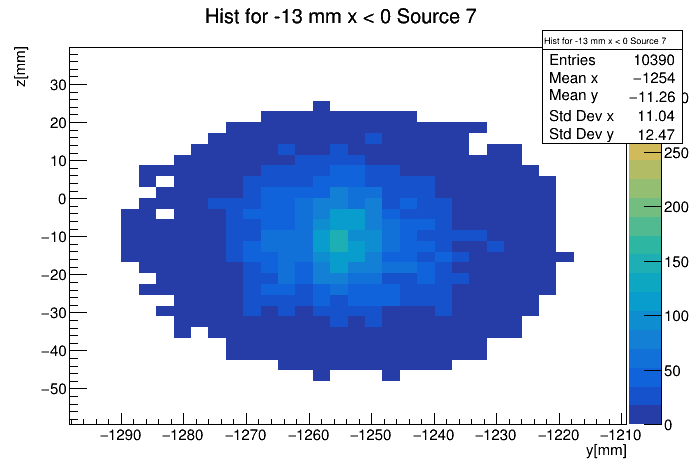 Hist for -13 mm x < 0 Source 7
z[mm]
Hist for -13 mm x < 0 Source 7
Entries 10390
Mean x −1254
Mean y −11.26
Std Dev x 11.04
Std Dev y 12.47
30
20
10
0
−10
−20
−30
−40
−50
0
250
200
150
100
50
0
−1290 −1280 −1270 −1260 −1250 −1240 −1230 −1220 −1210
y[mm]